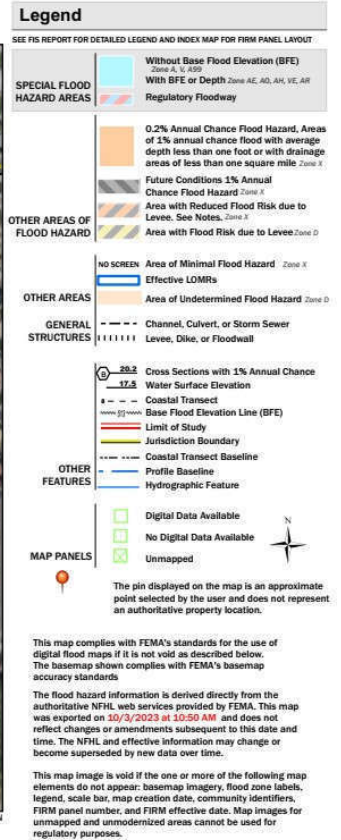 Legend
SEE FIS REPORT FOR DETAILED LEGEND AND INDEX MAP FOR FIRM PANEL LAYOUT
SPECIAL FLOOD
HAZARD AREAS
Without Base Flood Elevation (BFE)
Zone A, V, A99
With BFE or Depth Zone AE, AO, AH, VE, AR
Regulatory Floodway
OTHER AREAS OF
FLOOD HAZARD
0.2% Annual Chance Flood Hazard, Areas
of 1% annual chance flood with average
depth less than one foot or with drainage
areas of less than one square mile Zone X
Future Conditions 1% Annual
Chance Flood Hazard Zone X
Area with Reduced Flood Risk due to
Levee. See Notes. Zone X
Area with Flood Risk due to Levee Zone D
OTHER AREAS
NO SCREEN Area of Minimal Flood Hazard Zone X
Effective LOMRs
Area of Undetermined Flood Hazard Zone D
GENERAL
STRUCTURES
Channel, Culvert, or Storm Sewer
Levee, Dike, or Floodwall
OTHER
FEATURES
B 20.2 Cross Sections with 1% Annual Chance
17.5 Water Surface Elevation
8 Coastal Transect
513 Base Flood Elevation Line (BFE)
Limit of Study
Jurisdiction Boundary
Coastal Transect Baseline
Profile Baseline
Hydrographic Feature
MAP PANELS
Digital Data Available
No Digital Data Available
Unmapped
N
The pin displayed on the map is an approximate
point selected by the user and does not represent
an authoritative property location.
This map complies with FEMA's standards for the use of
digital flood maps if it is not void as described below.
The basemap shown complies with FEMA's basemap
accuracy standards
The flood hazard information is derived directly from the
authoritative NFHL web services provided by FEMA. This map
was exported on 10/3/2023 at 10:50 AM and does not
reflect changes or amendments subsequent to this date and
time. The NFHL and effective information may change or
become superseded by new data over time.
This map image is void if the one or more of the following map
elements do not appear: basemap imagery, flood zone labels,
legend, scale bar, map creation date, community identifiers,
FIRM panel number, and FIRM effective date. Map images for
unmapped and unmodernized areas cannot be used for
regulatory purposes.